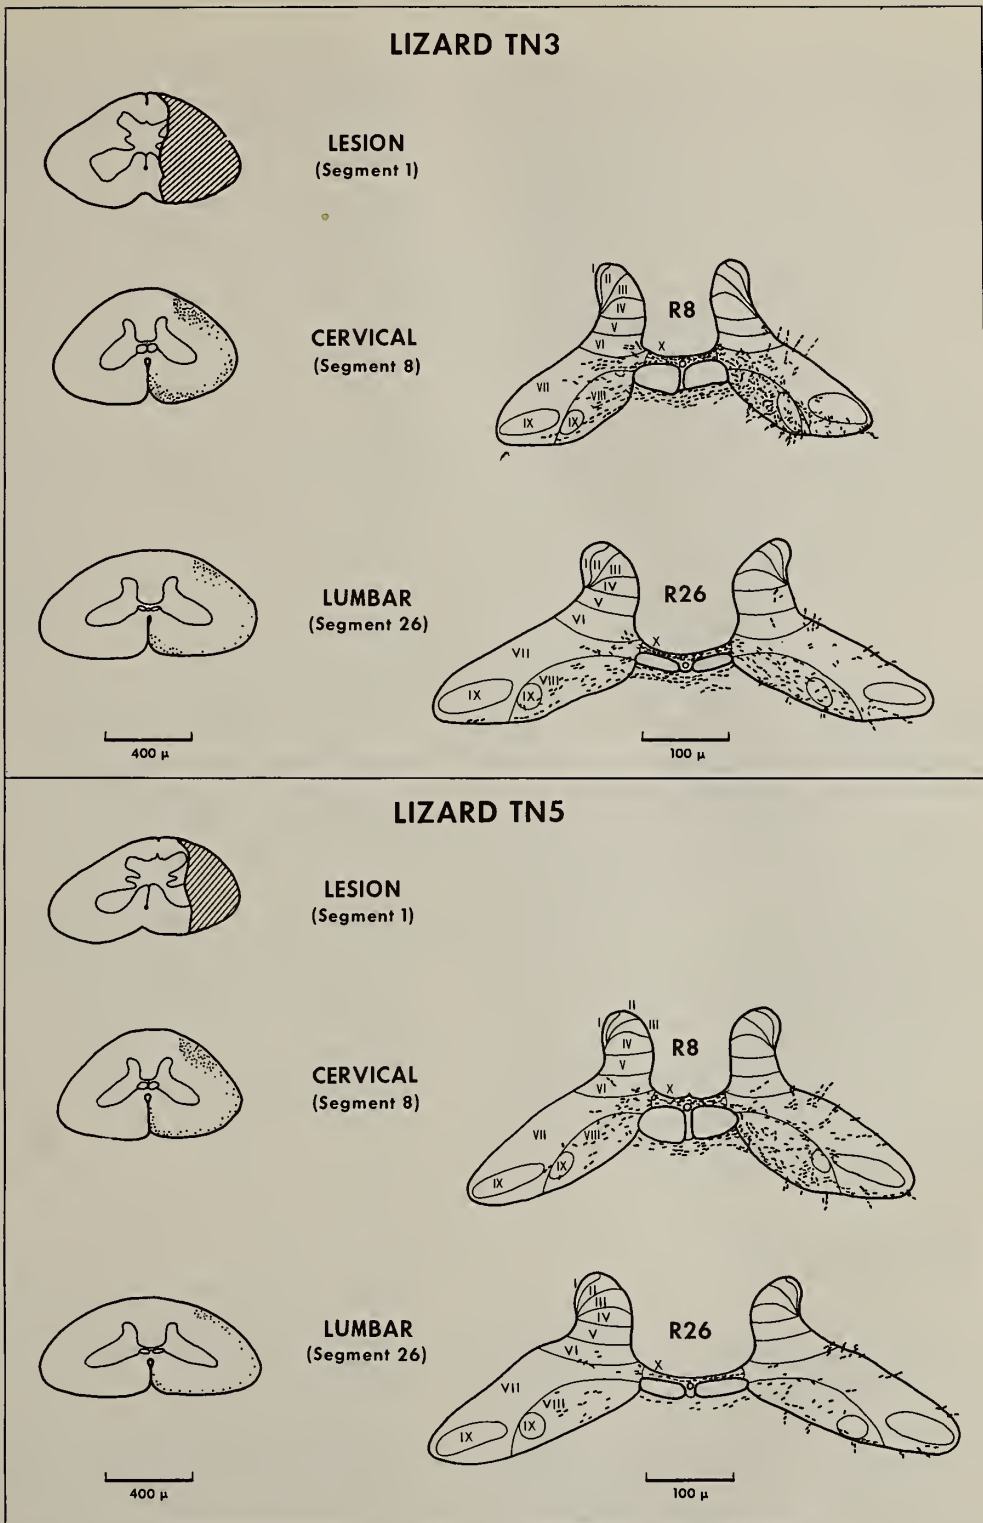 LIZARD TN3
LESION
(Segment 1)
CERVICAL
(Segment 8)
I
II
III
IV
V
VI
VII
VIII
IX
IX
X
R8
LUMBAR
(Segment 26)
I
II
III
IV
V
VI
VII
VIII
IX
IX
X
R26
400 µ
100 µ
LIZARD TN5
LESION
(Segment 1)
CERVICAL
(Segment 8)
I
II
III
IV
V
VI
VII
VIII
IX
IX
X
R8
LUMBAR
(Segment 26)
I
II
III
IV
V
VI
VII
VIII
IX
IX
X
R26
400 µ
100 µ